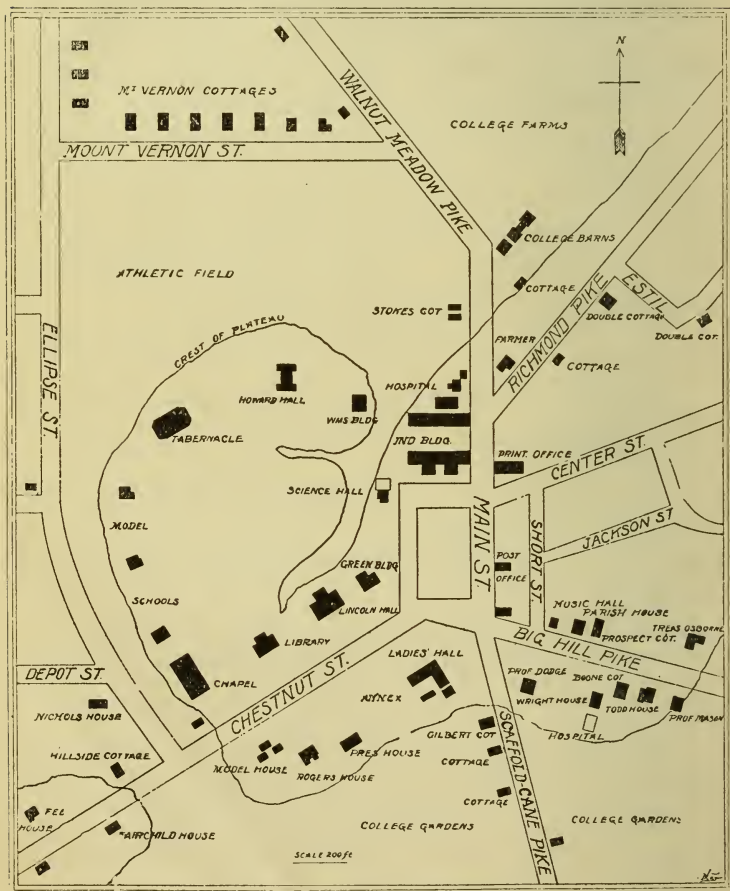 N
MT VERNON COTTAGES
COLLEGE FARMS
WALNUT MEADOW PIKE
MOUNT VERNON ST.
COLLEGE BARNS
ATHLETIC FIELD
COTTAGE
ESTIL
RICHMOND PIKE
STOKES COT
DOUBLE COTTAGE
CREST OF PLATEAU
DOUBLE COT.
FARMER
ELLIPSE ST.
COTTAGE
HOSPITAL
HOWARD HALL
WMS BLDG
TABERNACLE
IND BLDG.
PRINT. OFFICE
CENTER ST.
SCIENCE HALL
MODEL
MAIN ST.
SHORT ST.
JACKSON ST
POST
OFFICE
GREEN BLDG
SCHOOLS
LINCOLN HALL
MUSIC HALL
PARISH HOUSE
TREAS OSBORNE
PROSPECT COT.
LIBRARY
BIG HILL PIKE
LADIES' HALL
DEPOT ST.
CHAPEL
CHESTNUT ST.
ANNEX
PROF DODGE
BOONE COT
WRIGHT HOUSE
TODD HOUSE
PROF MASON
NICHOLS HOUSE
GILBERT COT
HOSPITAL
SCAFFOLD-CANE PIKE
PRES HOUSE
HILLSIDE COTTAGE
MODEL HOUSE
ROGERS HOUSE
COTTAGE
COTTAGE
FEE
HOUSE
FAIRCHILD HOUSE
COLLEGE GARDENS
COLLEGE GARDENS
SCALE 200 ft